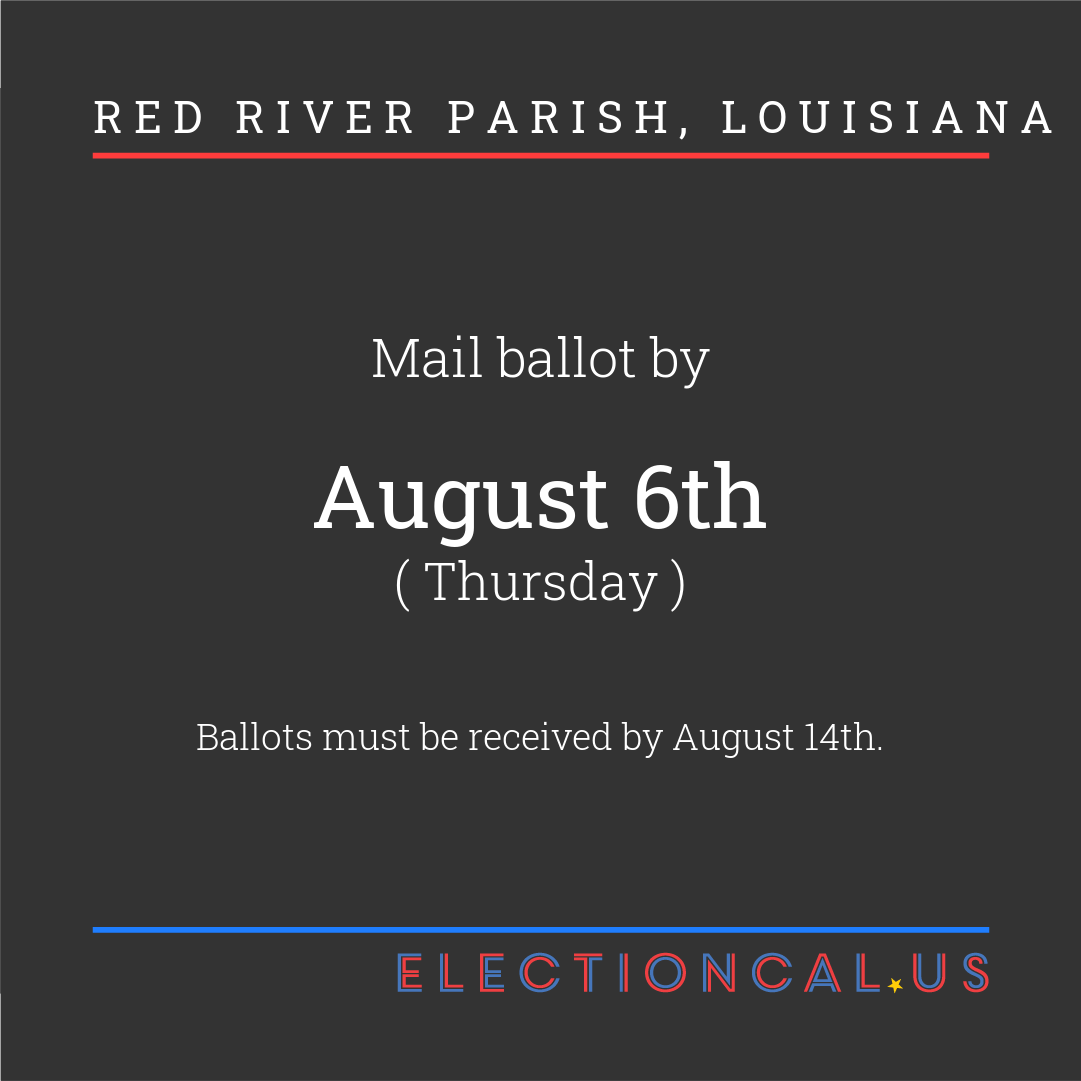 RED RIVER PARISH, LOUISIANA
Mail ballot by
August 6th
( Thursday )
Ballots must be received by August 14th.
ELECTIONCAL.US